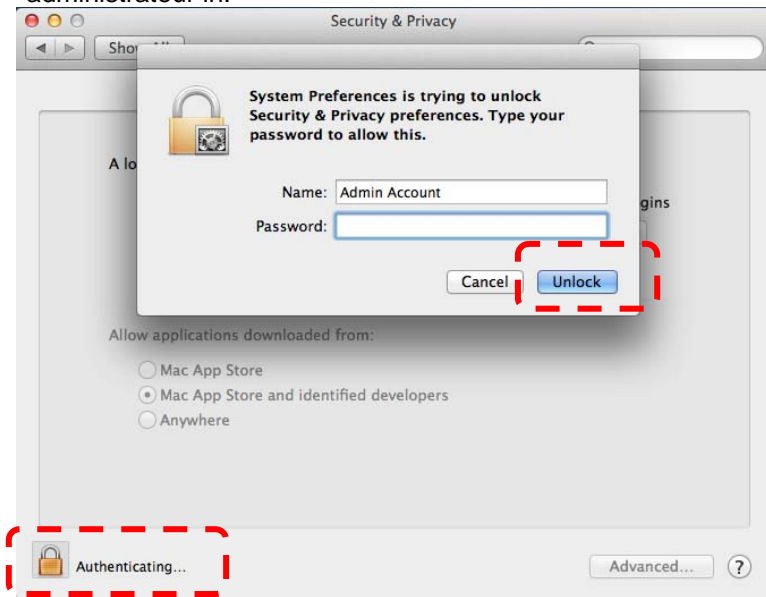 administrateur in.
Security & Privacy
Show All
System Preferences is trying to unlock
Security & Privacy preferences. Type your
password to allow this.
A lo
Name: Admin Account
gins
Password:
Cancel Unlock
Allow applications downloaded from:
Mac App Store
Mac App Store and identified developers
Anywhere
Authenticating...
Advanced... ?